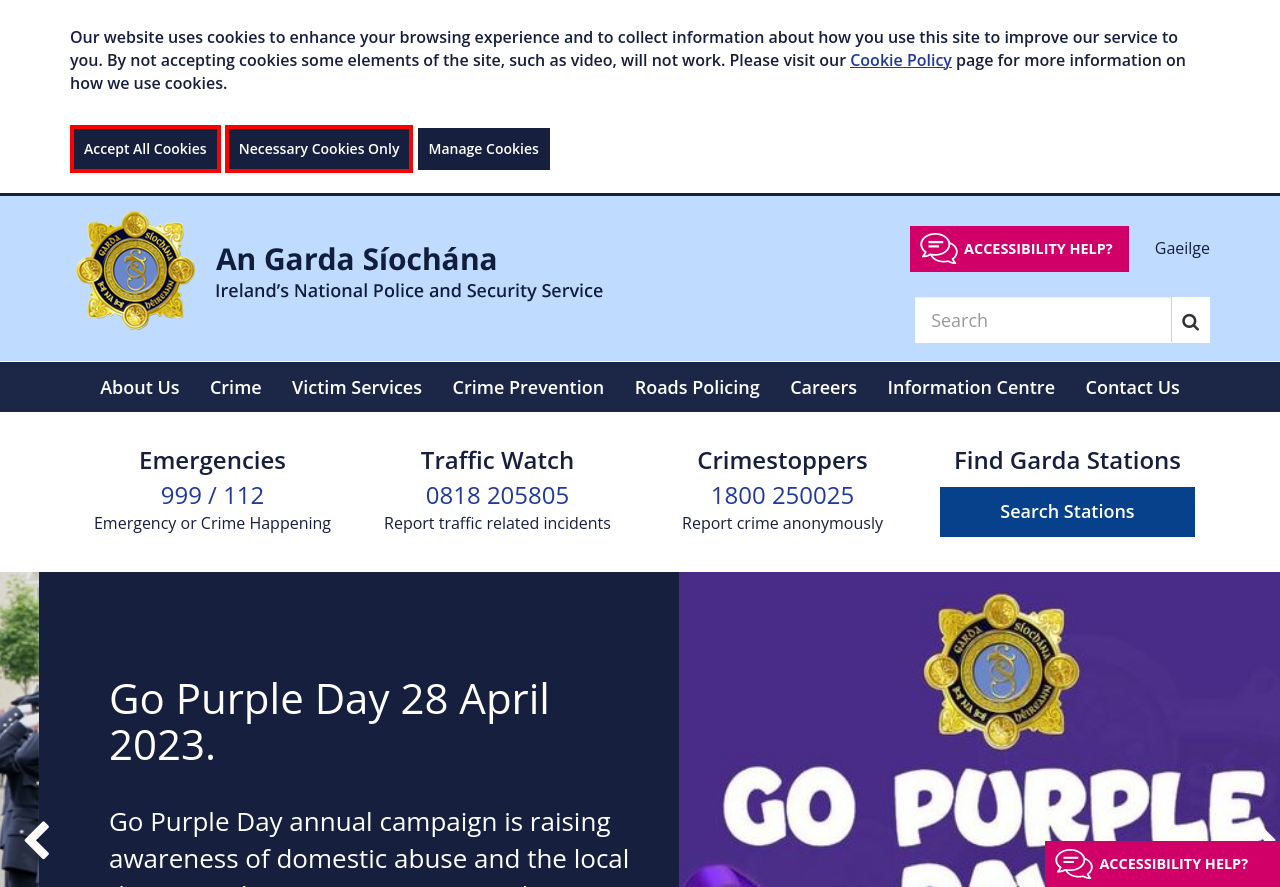 Our website uses cookies to enhance your browsing experience and to collect information about how you use this site to improve our service to
you. By not accepting cookies some elements of the site, such as video, will not work. Please visit our Cookie Policy page for more information on
how we use cookies.
Accept All Cookies Necessary Cookies Only Manage Cookies
An Garda Síochána
Ireland's National Police and Security Service
ACCESSIBILITY HELP? Gaeilge
Search
About Us Crime Victim Services Crime Prevention Roads Policing Careers Information Centre Contact Us
Emergencies
999 / 112
Emergency or Crime Happening
Traffic Watch
0818 205805
Report traffic related incidents
Crimestoppers
1800 250025
Report crime anonymously
Find Garda Stations
Search Stations
Go Purple Day 28 April
2023.
Go Purple Day annual campaign is raising
awareness of domestic abuse and the local
GARDA SÍOCHÁNA
NA HÉIREANN
GO PURPLE
DAY
ACCESSIBILITY HELP?